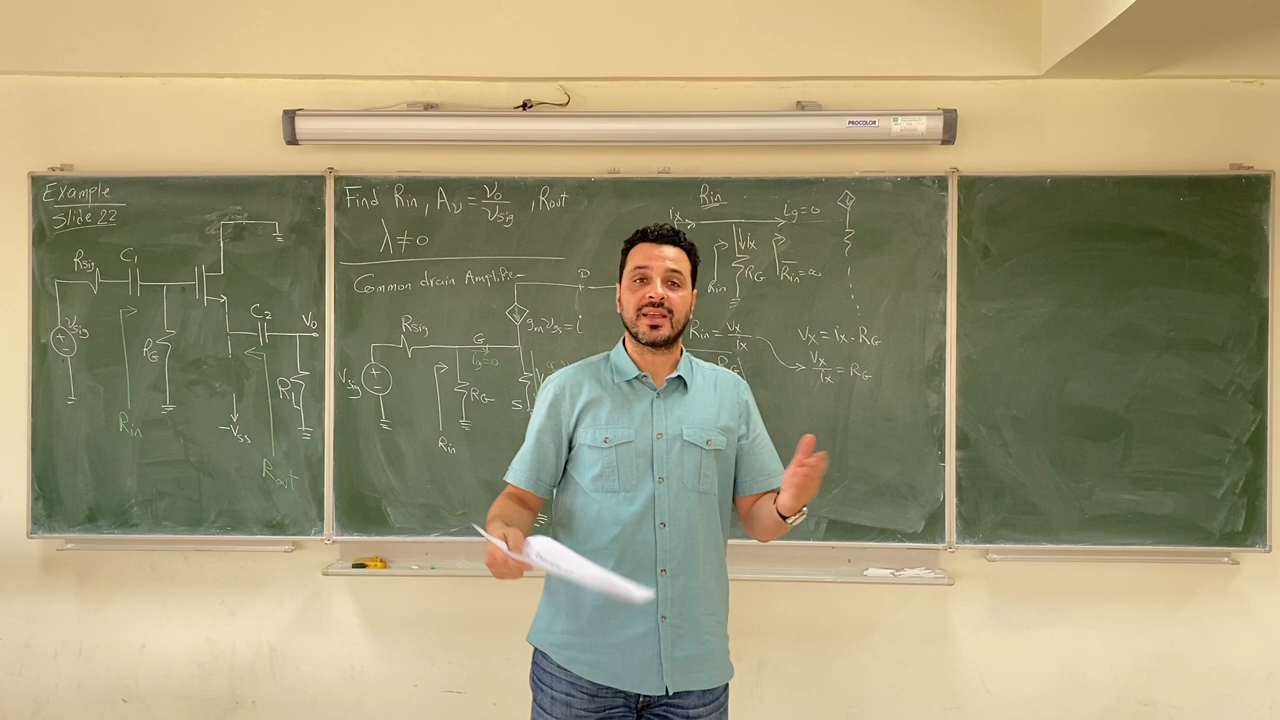 PROCOLOR
Example
Slide 22
Rsig
C1
Vsig
+
-
RG
C2
Vo
RL
Rin
-Vss
Rout
Find Rin, Av = vo/vsig, Rout
λ≠0
Common drain Amplifie
Rsig
G
ig=0
D
gm vgs = i
Vsig
+
-
RG
S
Rin
Rin
ix
ig=0
Ix
RG
Rin
Rin=∞
Rin = Vx/Ix
Vx = ix . RG
Vx/Ix = RG